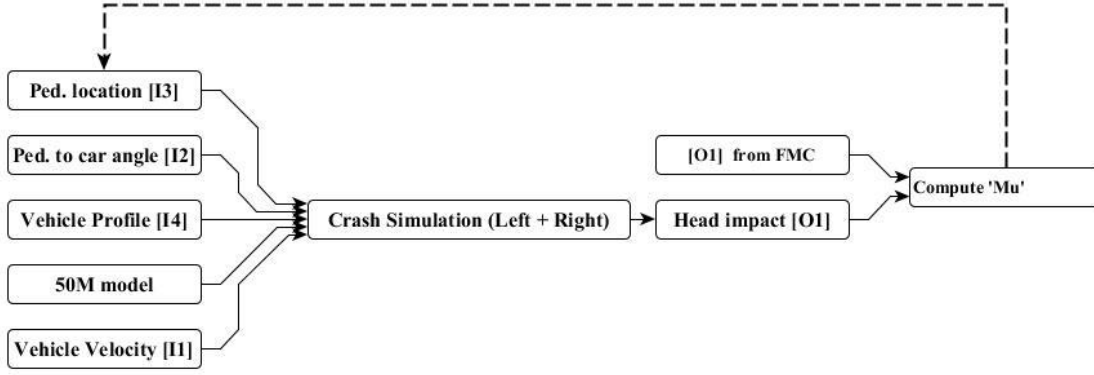 Ped. location [I3]
Ped. to car angle [I2]
[O1] from FMC
Compute 'Mu'
Vehicle Profile [I4]
Crash Simulation (Left + Right)
Head impact [O1]
50M model
Vehicle Velocity [I1]